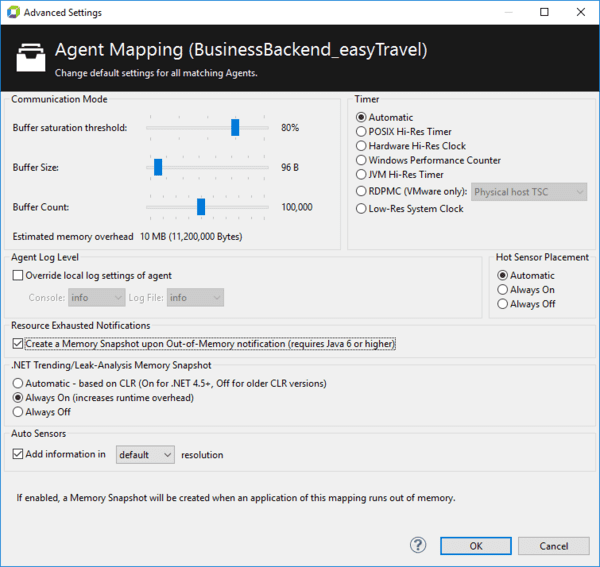 Advanced Settings
Agent Mapping (BusinessBackend_easyTravel)
Change default settings for all matching Agents.
Communication Mode
Buffer saturation threshold: 80%
Buffer Size: 96 B
Buffer Count: 100,000
Estimated memory overhead 10 MB (11,200,000 Bytes)
Timer
Automatic
POSIX Hi-Res Timer
Hardware Hi-Res Clock
Windows Performance Counter
JVM Hi-Res Timer
RDPMC (VMware only): Physical host TSC
Low-Res System Clock
Agent Log Level
Override local log settings of agent
Console: info Log File: info
Hot Sensor Placement
Automatic
Always On
Always Off
Resource Exhausted Notifications
Create a Memory Snapshot upon Out-of-Memory notification (requires Java 6 or higher)
.NET Trending/Leak-Analysis Memory Snapshot
Automatic - based on CLR (On for .NET 4.5+, Off for older CLR versions)
Always On (increases runtime overhead)
Always Off
Auto Sensors
Add information in default resolution
If enabled, a Memory Snapshot will be created when an application of this mapping runs out of memory.
? OK Cancel